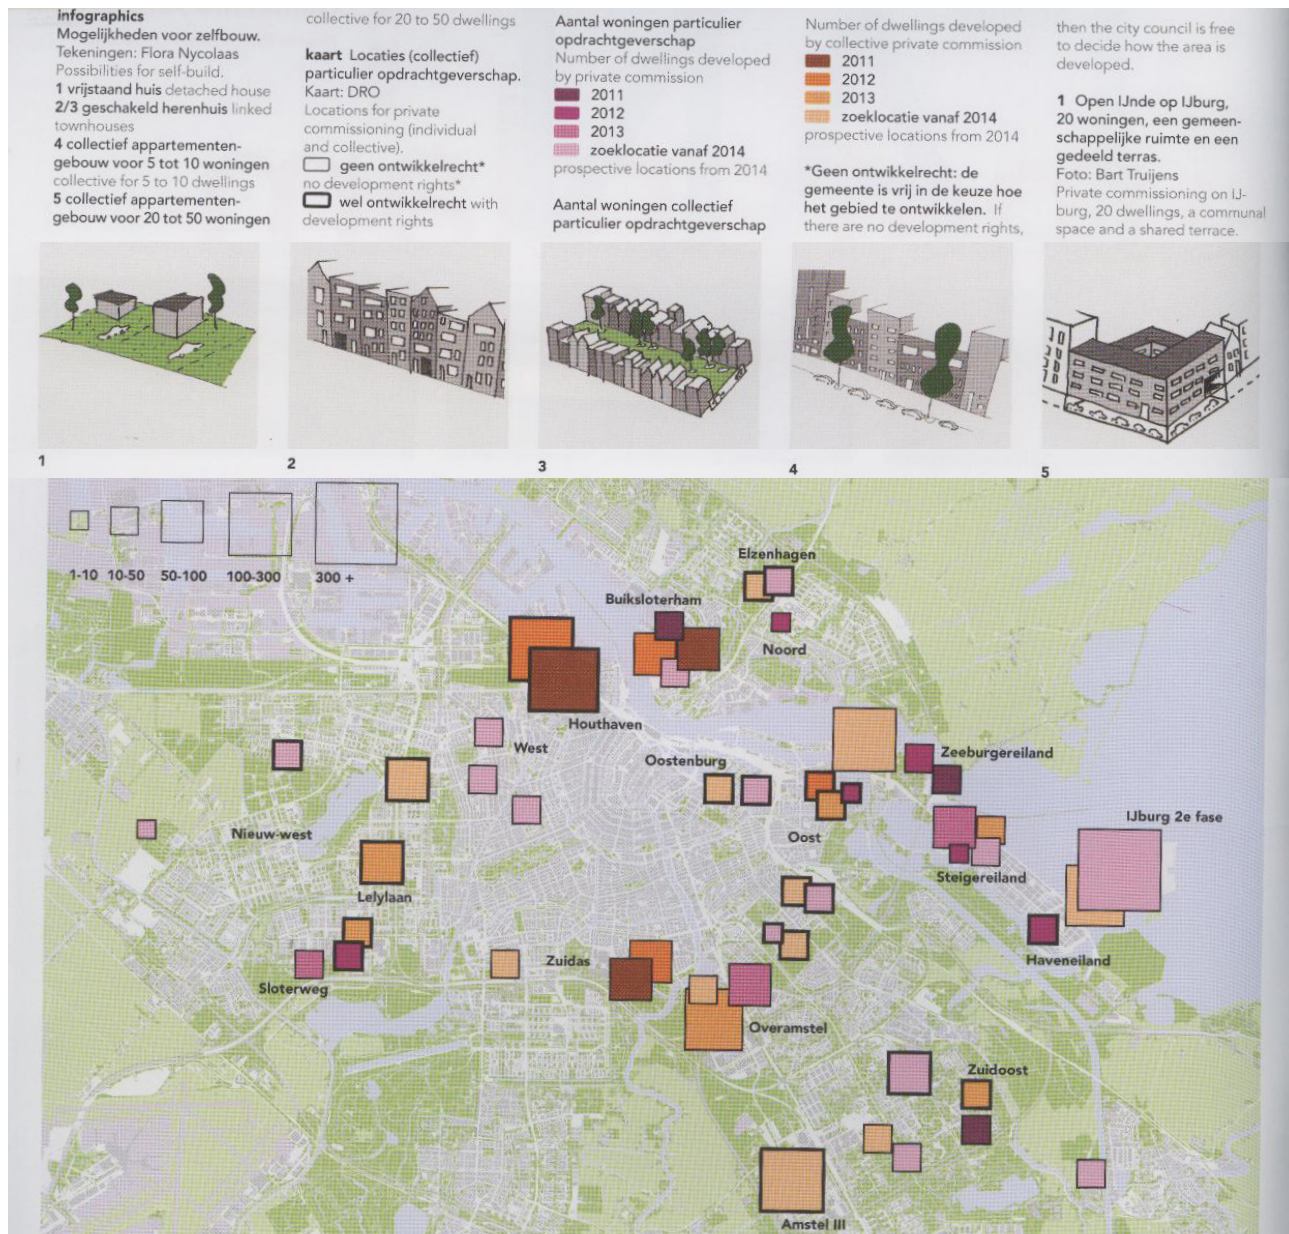 infographics
Mogelijkheden voor zelfbouw.
Tekeningen: Flora Nycolaas
Possibilities for self-build.
1 vrijstaand huis detached house
2/3 geschakeld herenhuis linked
townhouses
4 collectief appartementen-
gebouw voor 5 tot 10 woningen
collective for 5 to 10 dwellings
5 collectief appartementen-
gebouw voor 20 tot 50 woningen
collective for 20 to 50 dwellings
kaart Locaties (collectief)
particulier opdrachtgeverschap.
Kaart: DRO
Locations for private
commissioning (individual
and collective).
geen ontwikkelrecht*
no development rights*
wel ontwikkelrecht with
development rights
Aantal woningen particulier
opdrachtgeverschap
Number of dwellings developed
by private commission
2011
2012
2013
zoeklocatie vanaf 2014
prospective locations from 2014
Aantal woningen collectief
particulier opdrachtgeverschap
Number of dwellings developed
by collective private commission
2011
2012
2013
zoeklocatie vanaf 2014
prospective locations from 2014
*Geen ontwikkelrecht: de
gemeente is vrij in de keuze hoe
het gebied te ontwikkelen. If
there are no development rights,
then the city council is free
to decide how the area is
developed.
1 Open IJnde op IJburg,
20 woningen, een gemeen-
schappelijke ruimte en een
gedeeld terras.
Foto: Bart Truijens
Private commissioning on IJ-
burg, 20 dwellings, a communal
space and a shared terrace.
1
2
3
4
5
1-10 10-50 50-100 100-300 300 +
Elzenhagen
Buiksloterham
Noord
Houthaven
West
Oostenburg
Zeeburgereiland
IJburg 2e fase
Nieuw-west
Oost
Steigereiland
Lelylaan
Zuidas
Haveneiland
Sloterweg
Overamstel
Zuidoost
Amstel III